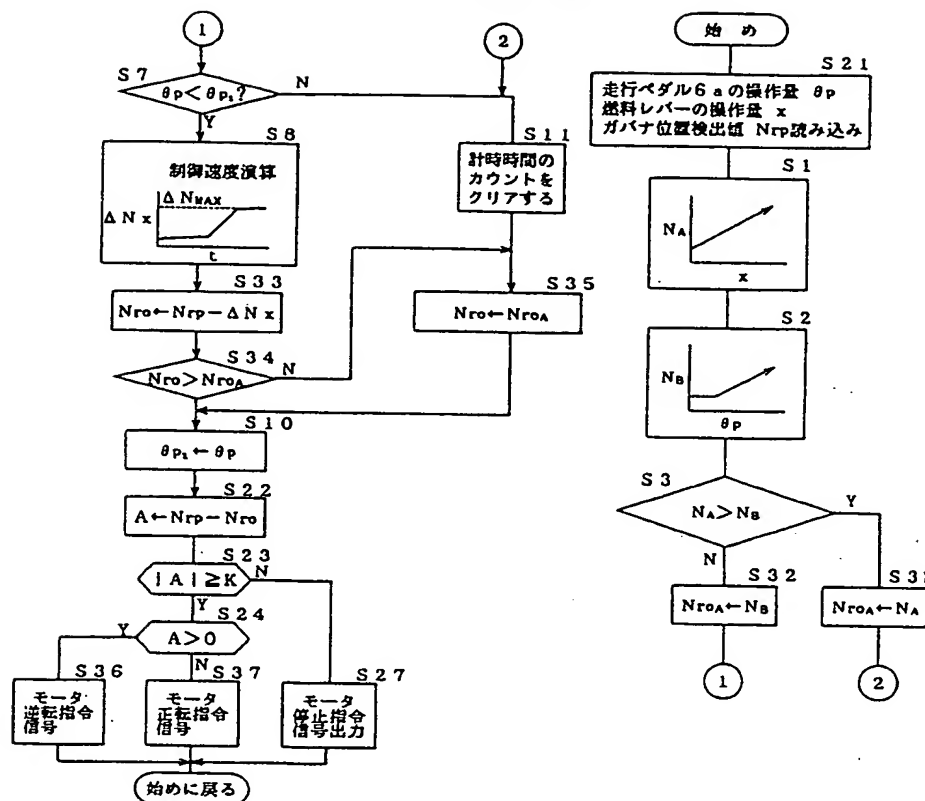 始め
S21
走行ペダル6aの操作量 θp
燃料レバーの操作量 x
ガバナ位置検出値 Nrp読み込み
S1
NA
x
S2
NB
θp
S3
NA>NB
Y
N
S32
NroA←NB
S31
NroA←NA
1
2
1
2
S7
θp<θp1?
N
Y
S8
制御速度演算
ΔNMAX
ΔNx
t
S11
計時時間の
カウントを
クリアする
S33
Nro←Nrp-ΔNx
S35
Nro←NroA
S34
Nro>NroA
N
S10
θp1←θp
S22
A←Nrp-Nro
S23
|A|≧K
N
Y
S24
A>0
Y
N
S36
モータ
逆転指令
信号
S37
モータ
正転指令
信号
S27
モータ
停止指令
信号出力
始めに戻る